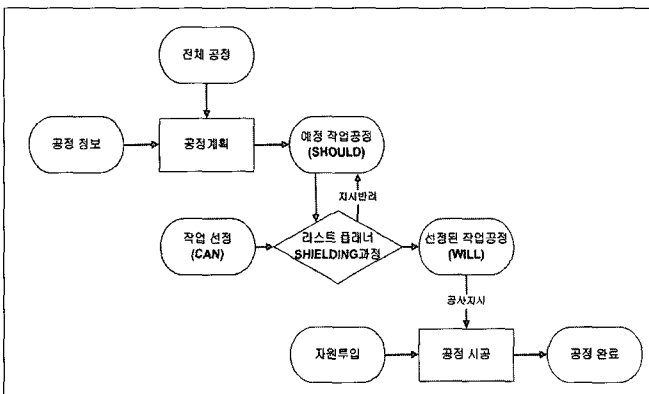 전체 공정
공정 정보
공정계획
예정 작업공정
(SHOULD)
지시반려
작업 선정
(CAN)
리스트 플래너
SHIELDING과정
선정된 작업공정
(WILL)
공사지시
자원투입
공정 시공
공정 완료